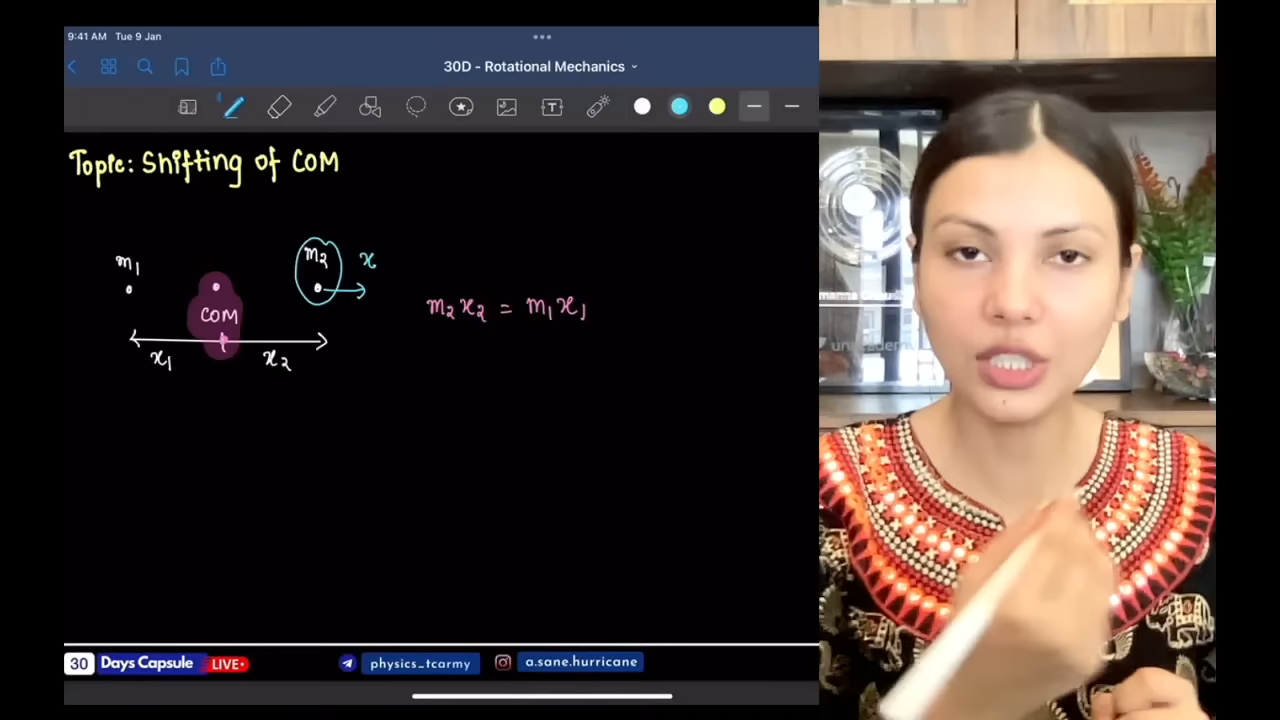 9:41 AM Tue 9 Jan
30D - Rotational Mechanics
Topic: Shifting of COM
m1
m2
x
COM
x1
x2
m2x2 = m1x1
30 Days Capsule LIVE
physics_tcarmy
a.sane.hurricane